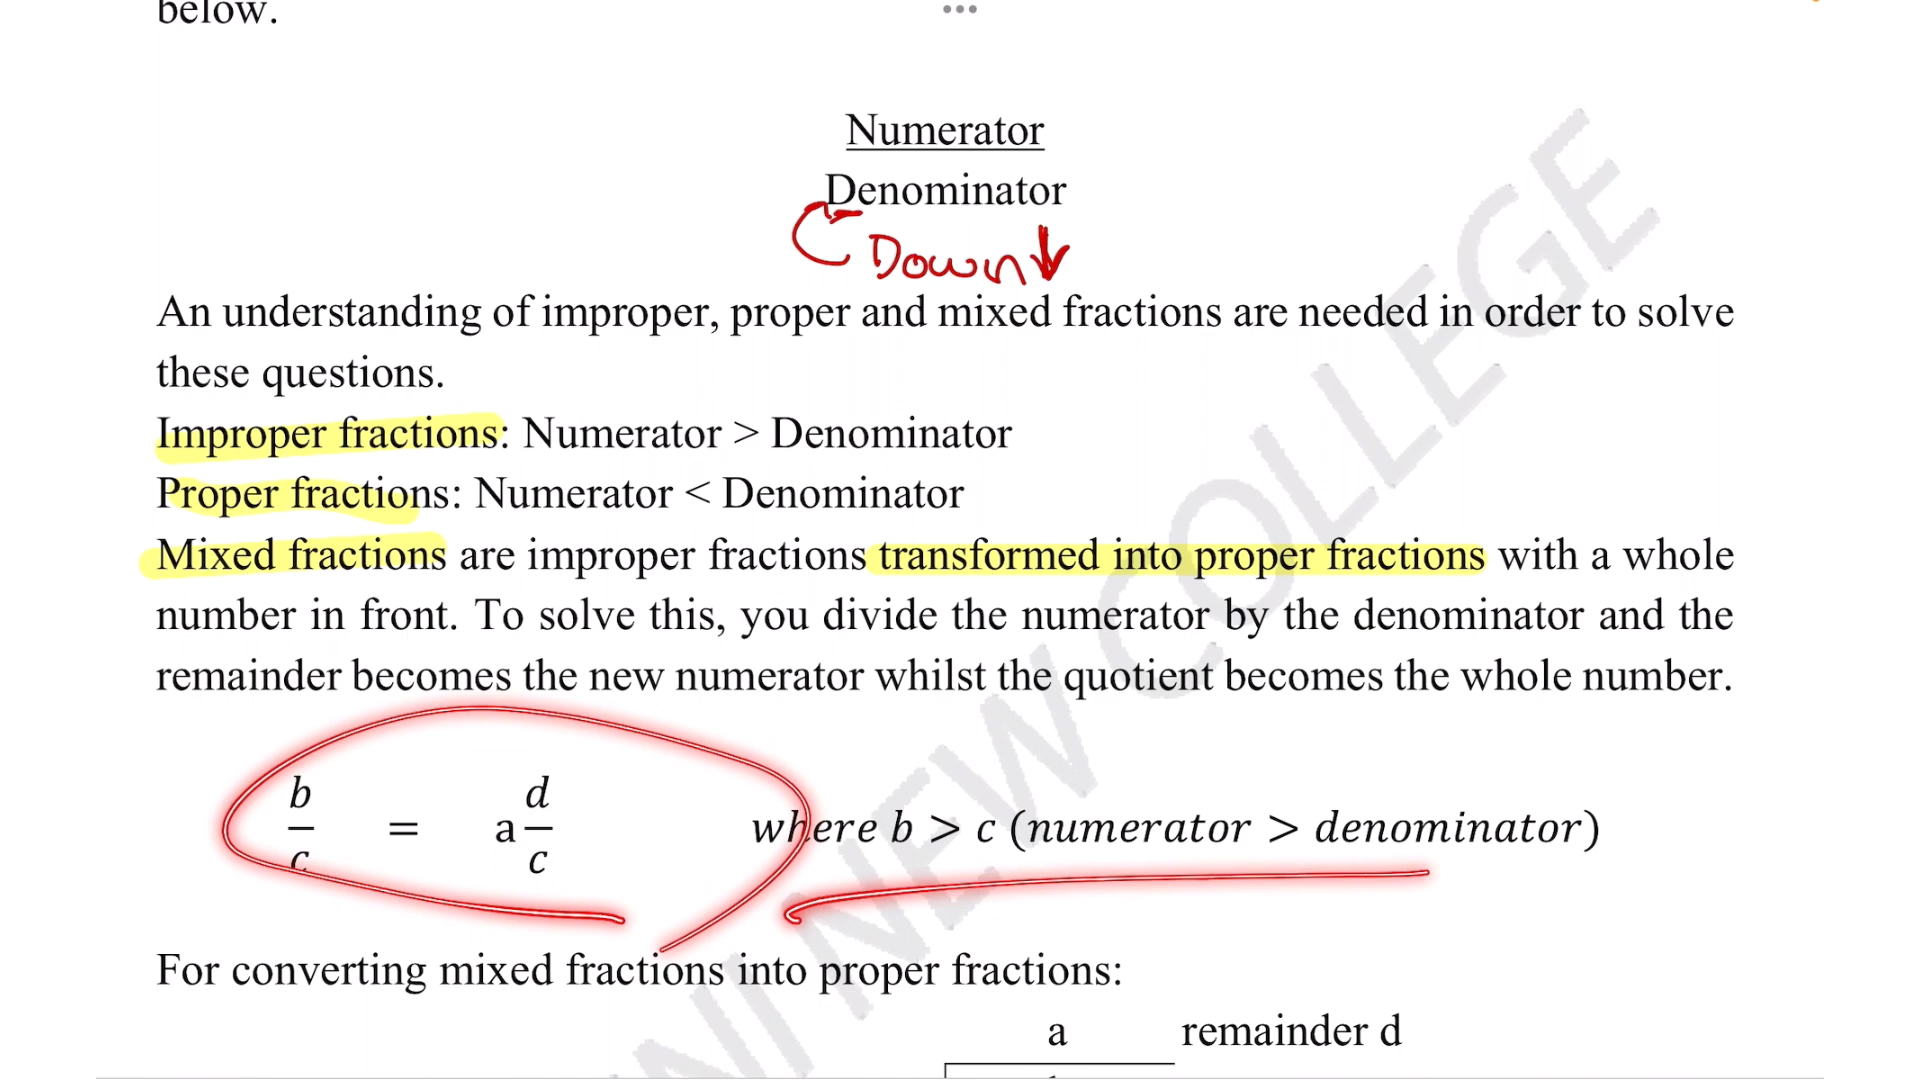 below.
Numerator
Denominator
Down↓
An understanding of improper, proper and mixed fractions are needed in order to solve
these questions.
Improper fractions: Numerator > Denominator
Proper fractions: Numerator < Denominator
Mixed fractions are improper fractions transformed into proper fractions with a whole
number in front. To solve this, you divide the numerator by the denominator and the
remainder becomes the new numerator whilst the quotient becomes the whole number.
b/c = a d/c where b > c (numerator > denominator)
For converting mixed fractions into proper fractions:
a remainder d
NEW COLLEGE